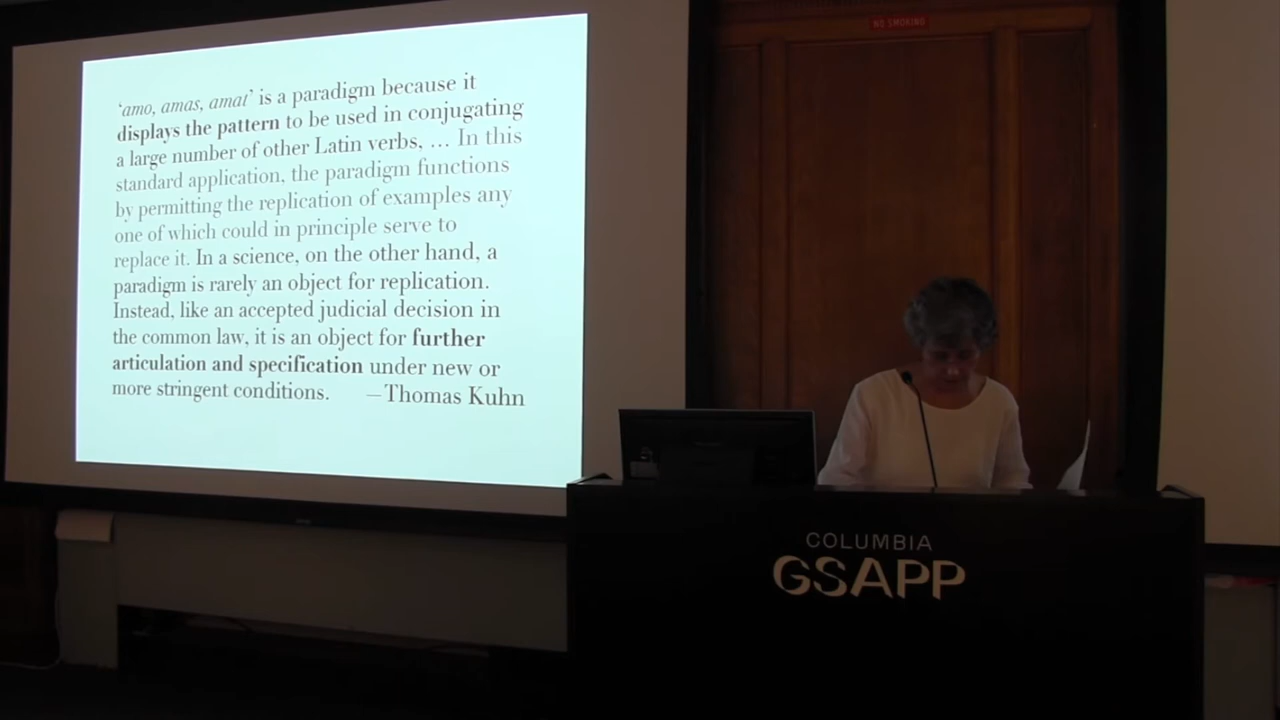 ‘amo, amas, amat’ is a paradigm because it
displays the pattern to be used in conjugating
a large number of other Latin verbs, … In this
standard application, the paradigm functions
by permitting the replication of examples any
one of which could in principle serve to
replace it. In a science, on the other hand, a
paradigm is rarely an object for replication.
Instead, like an accepted judicial decision in
the common law, it is an object for further
articulation and specification under new or
more stringent conditions. —Thomas Kuhn
NO SMOKING
COLUMBIA
GSAPP